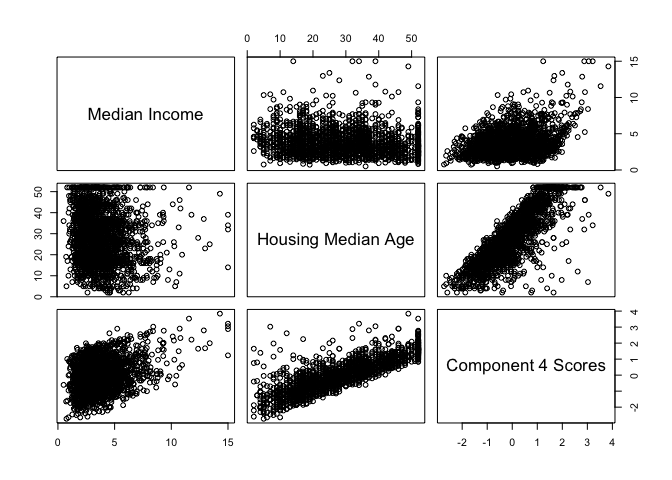 0 10 20 30 40 50
Median Income
0 5 10 15
0 10 20 30 40 50
Housing Median Age
Component 4 Scores
-2 0 1 2 3 4
0 5 10 15
-2 -1 0 1 2 3 4